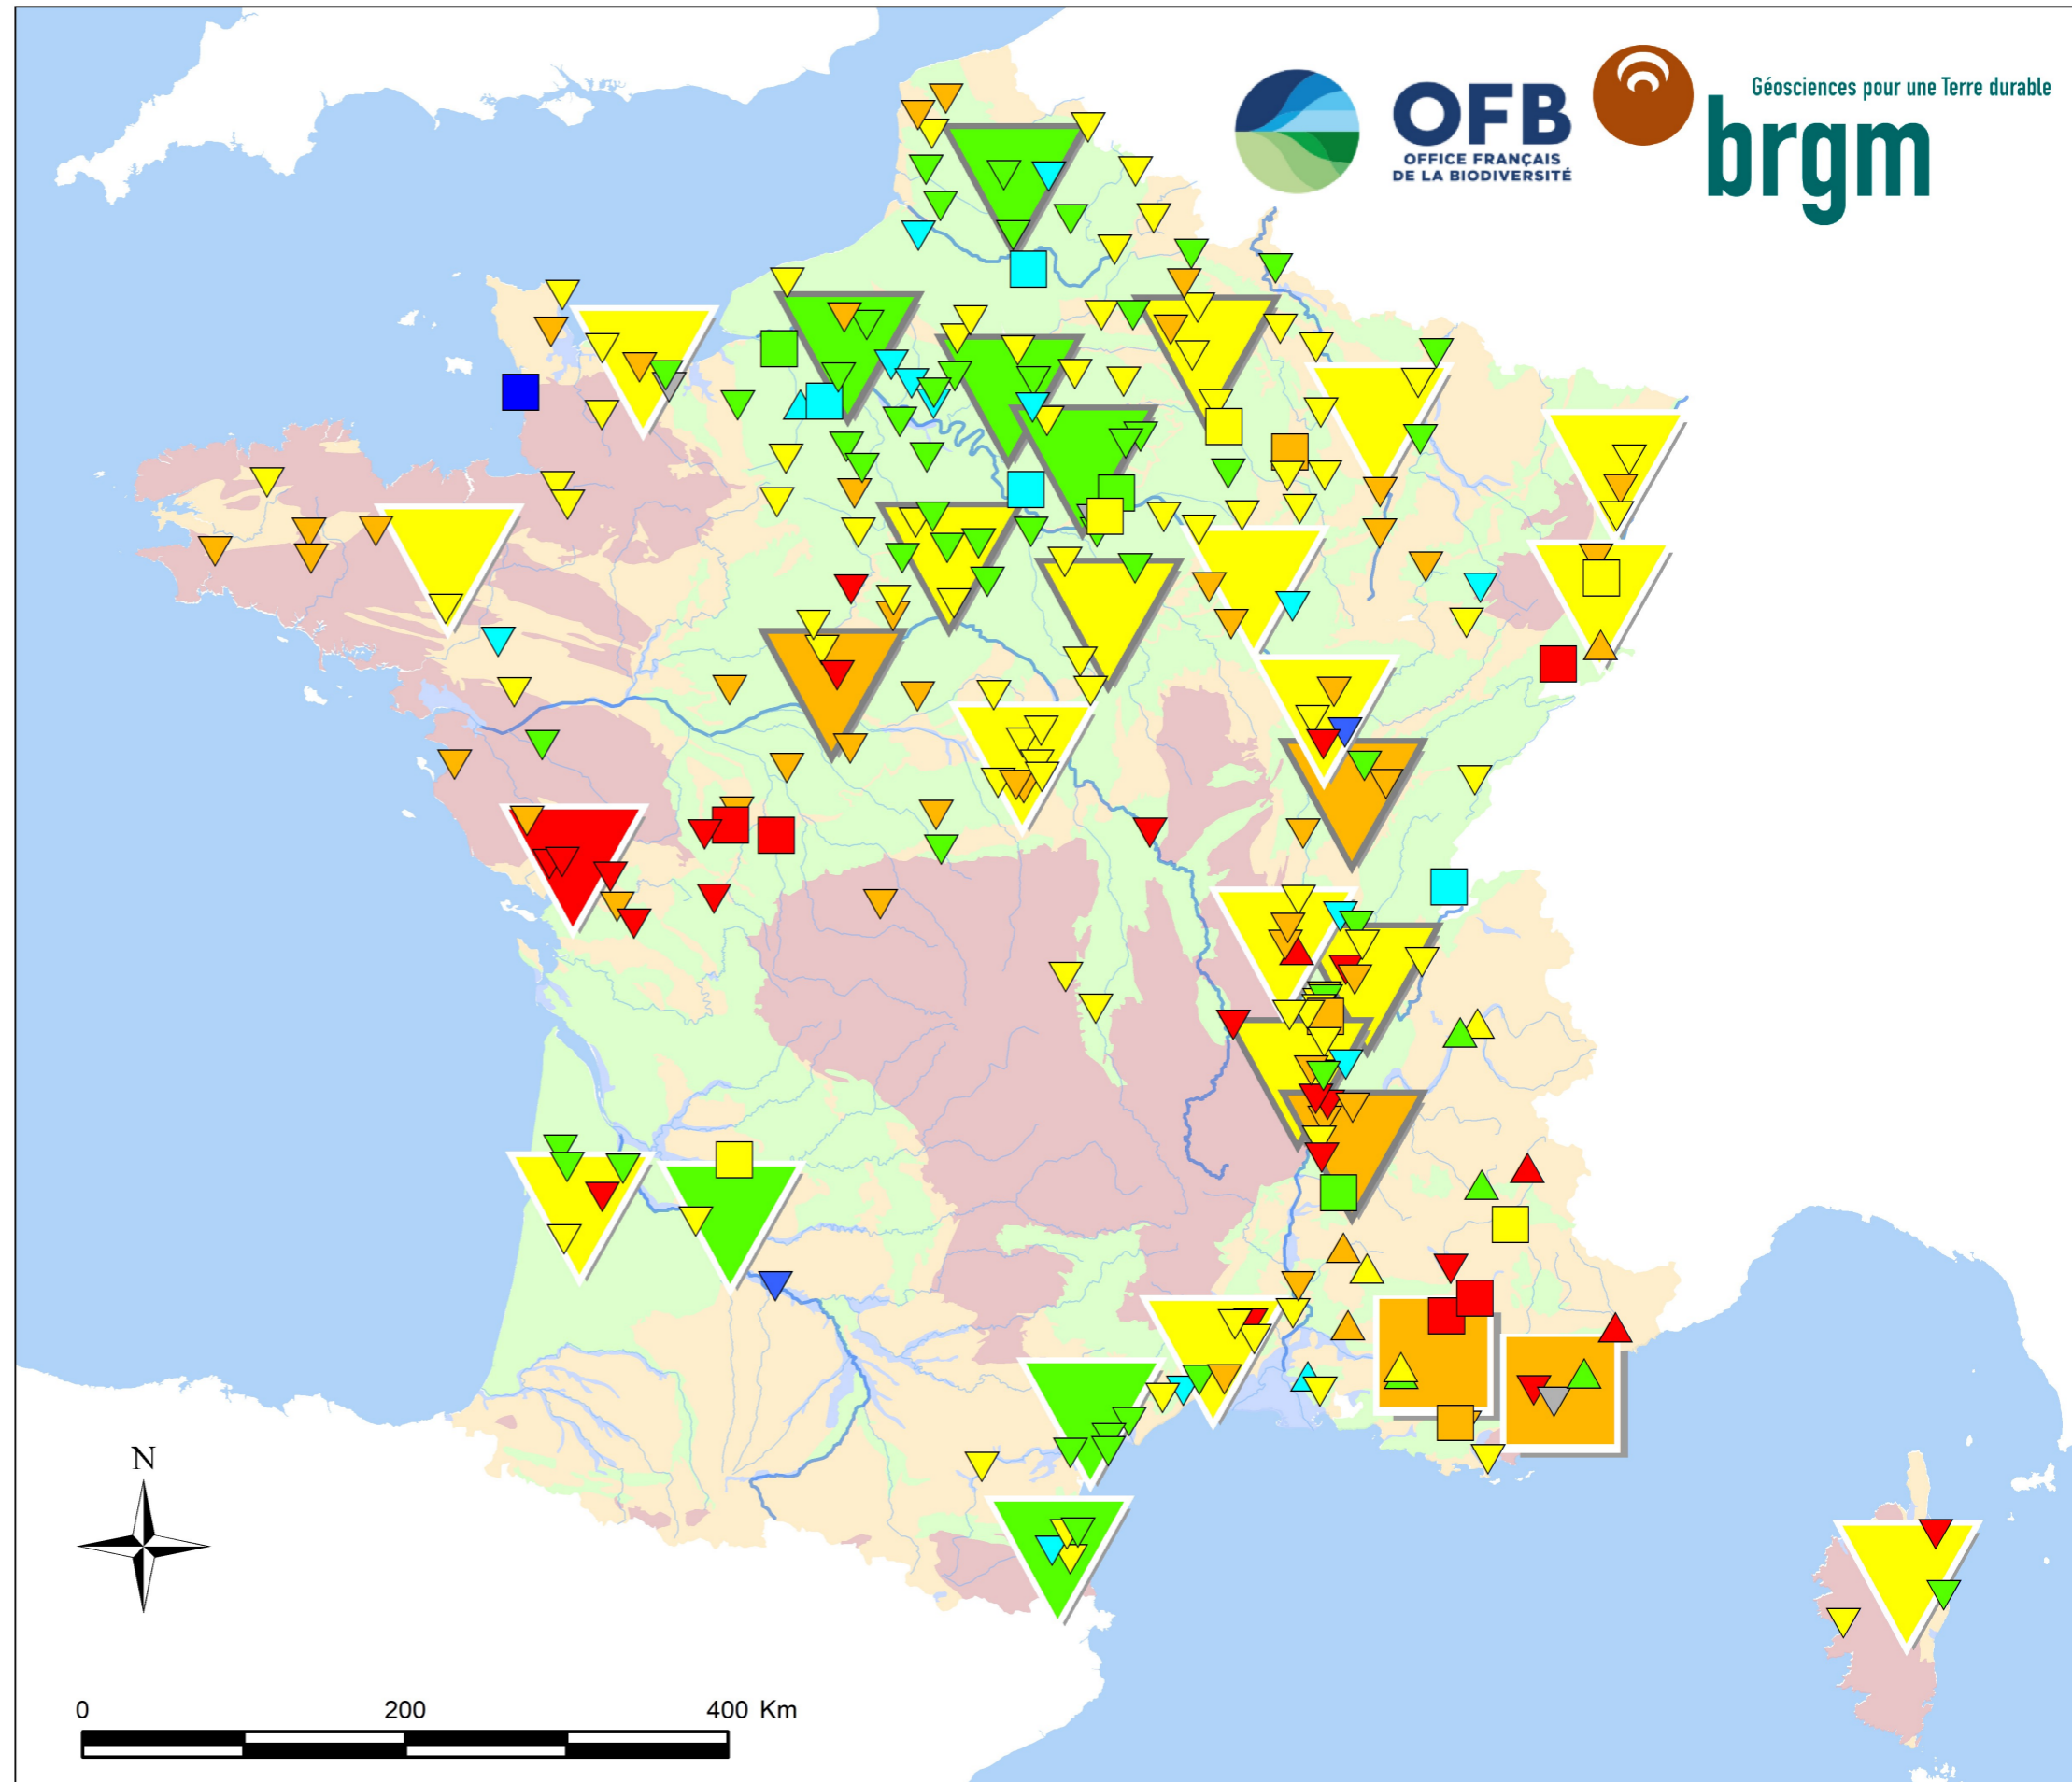 OFB
OFFICE FRANÇAIS
DE LA BIODIVERSITÉ
Géosciences pour une Terre durable
brgm
N
0 200 400 Km